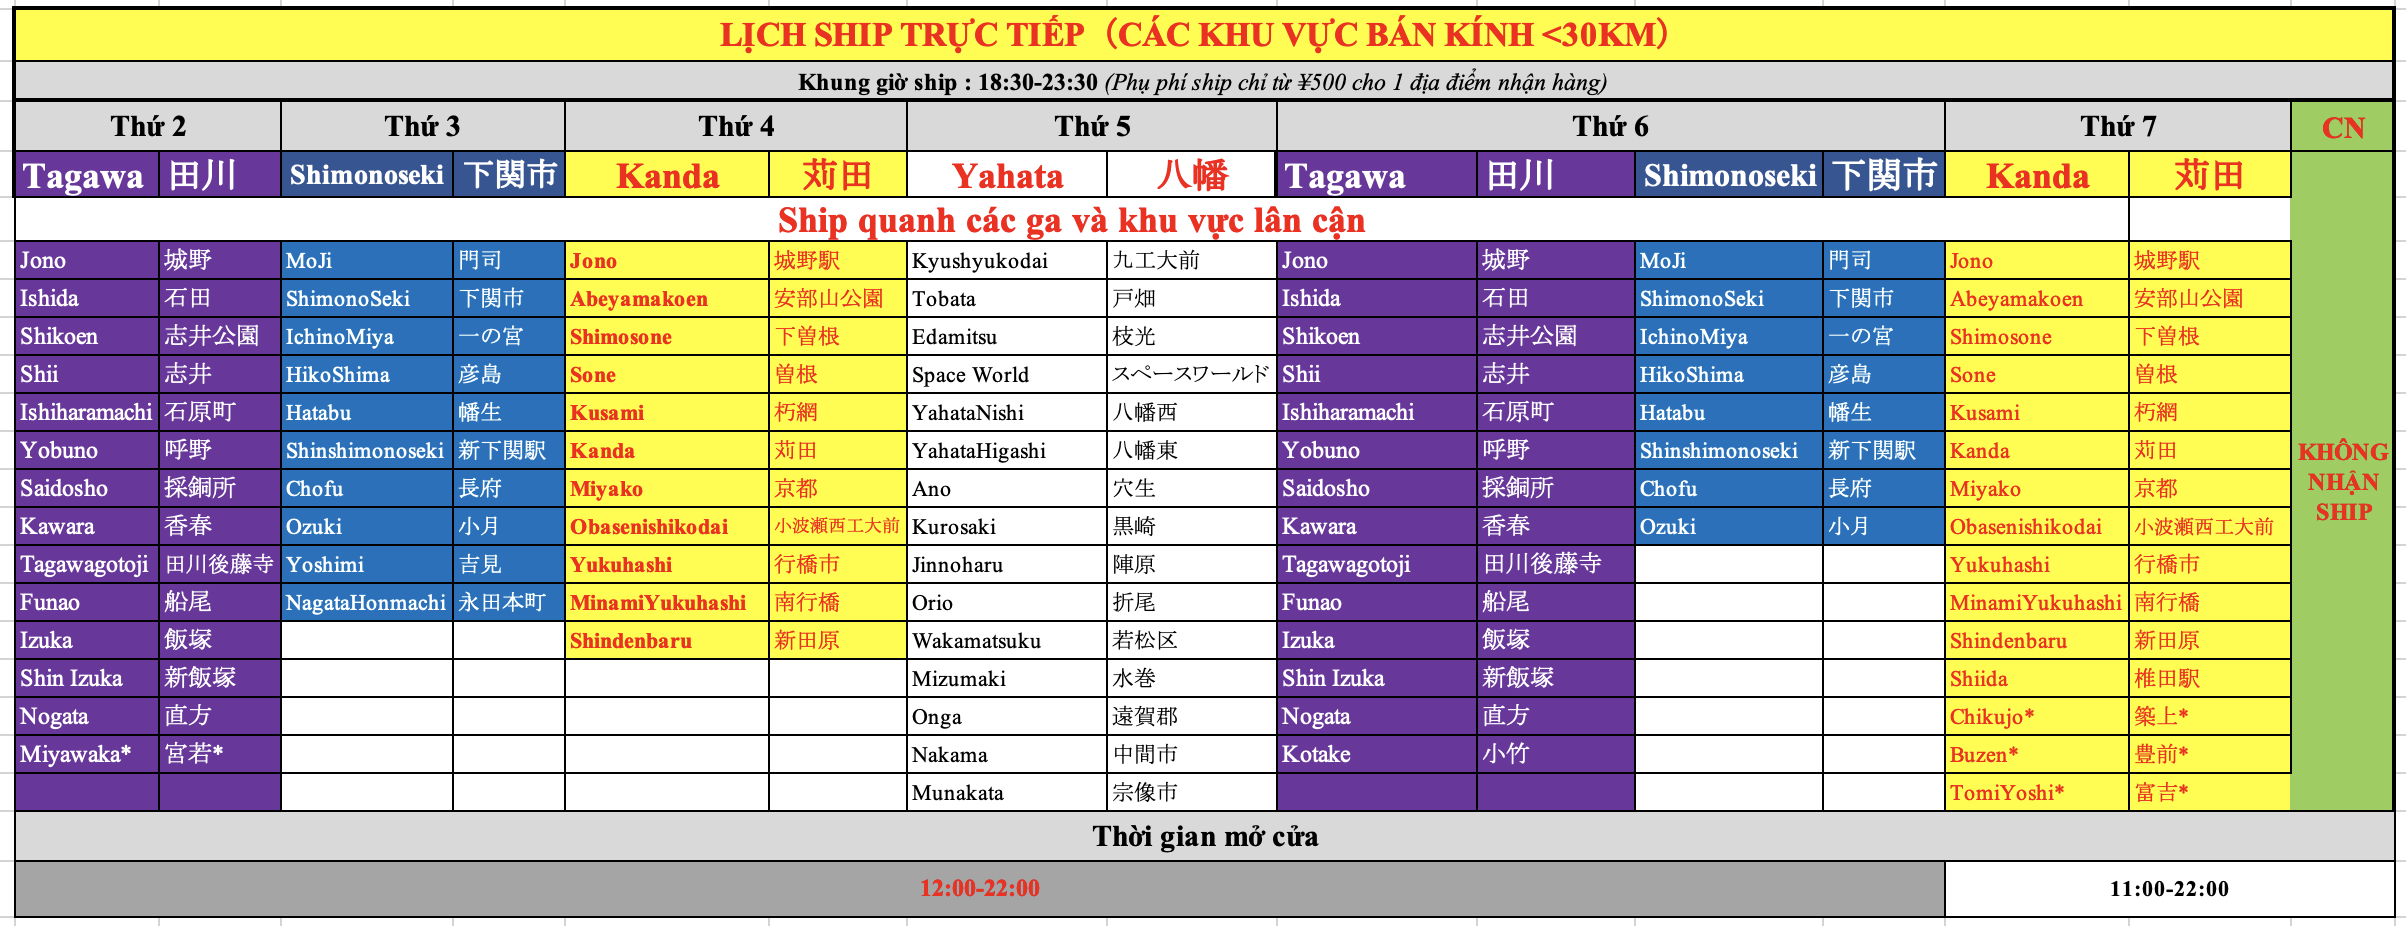 LỊCH SHIP TRỰC TIẾP（CÁC KHU VỰC BÁN KÍNH <30KM）
Khung giờ ship : 18:30-23:30 (Phụ phí ship chỉ từ ¥500 cho 1 địa điểm nhận hàng)
Thứ 2 Thứ 3 Thứ 4 Thứ 5 Thứ 6 Thứ 7 CN
Tagawa 田川 Shimonoseki 下関市 Kanda 苅田 Yahata 八幡 Tagawa 田川 Shimonoseki 下関市 Kanda 苅田
Ship quanh các ga và khu vực lân cận
Jono 城野 MoJi 門司 Jono 城野駅 Kyushyukodai 九工大前 Jono 城野 MoJi 門司 Jono 城野駅
Ishida 石田 ShimonoSeki 下関市 Abeyamakoen 安部山公園 Tobata 戸畑 Ishida 石田 ShimonoSeki 下関市 Abeyamakoen 安部山公園
Shikoen 志井公園 IchinoMiya 一の宮 Shimosone 下曽根 Edamitsu 枝光 Shikoen 志井公園 IchinoMiya 一の宮 Shimosone 下曽根
Shii 志井 HikoShima 彦島 Sone 曽根 Space World スペースワールド Shii 志井 HikoShima 彦島 Sone 曽根
Ishiharamachi 石原町 Hatabu 幡生 Kusami 朽網 YahataNishi 八幡西 Ishiharamachi 石原町 Hatabu 幡生 Kusami 朽網
Yobuno 呼野 Shinshimonoseki 新下関駅 Kanda 苅田 YahataHigashi 八幡東 Yobuno 呼野 Shinshimonoseki 新下関駅 Kanda 苅田
Saidosho 採銅所 Chofu 長府 Miyako 京都 Ano 穴生 Saidosho 採銅所 Chofu 長府 Miyako 京都
Kawara 香春 Ozuki 小月 Obasenishikodai 小波瀬西工大前 Kurosaki 黒崎 Kawara 香春 Ozuki 小月 Obasenishikodai 小波瀬西工大前
Tagawagotoji 田川後藤寺 Yoshimi 吉見 Yukuhashi 行橋市 Jinnoharu 陣原 Tagawagotoji 田川後藤寺 Yukuhashi 行橋市
Funao 船尾 NagataHonmachi 永田本町 MinamiYukuhashi 南行橋 Orio 折尾 Funao 船尾 MinamiYukuhashi 南行橋
Izuka 飯塚 Shindenbaru 新田原 Wakamatsuku 若松区 Izuka 飯塚 Shindenbaru 新田原
Shin Izuka 新飯塚 Mizumaki 水巻 Shin Izuka 新飯塚 Shiida 椎田駅
Nogata 直方 Onga 遠賀郡 Nogata 直方 Chikujo* 築上*
Miyawaka* 宮若* Nakama 中間市 Kotake 小竹 Buzen* 豊前*
Munakata 宗像市 TomiYoshi* 富吉*
KHÔNG
NHẬN
SHIP
Thời gian mở cửa
12:00-22:00 11:00-22:00